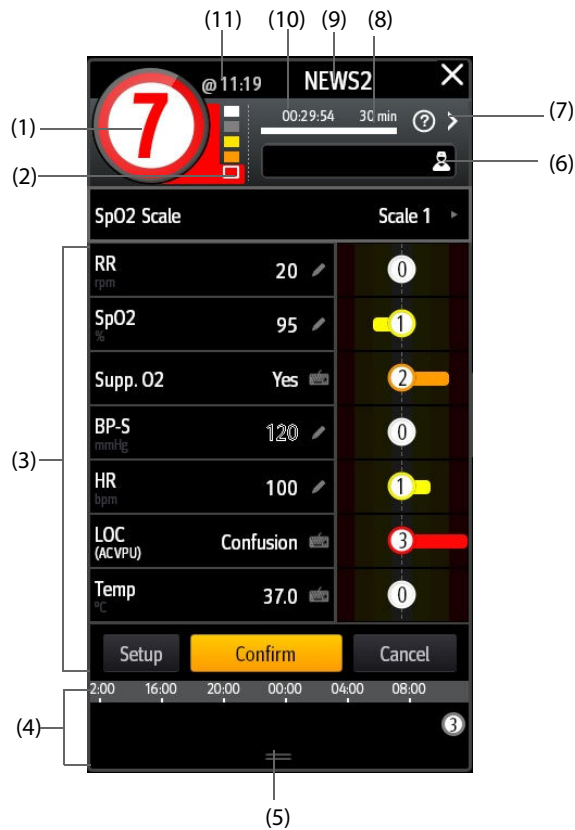 (11) (10) (9) (8)
@ 11:19 NEWS2
7
00:29:54 30 min ?
(1)
(7)
(6)
(2)
SpO2 Scale Scale 1
RR 20 0
rpm
SpO2 95 1
%
Supp. O2 Yes 2
BP-S 120 0
mmHg
(3)
HR 100 1
bpm
LOC Confusion 3
(ACVPU)
Temp 37.0 0
°C
Setup Confirm Cancel
2:00 16:00 20:00 00:00 04:00 08:00
(4)
3
(5)